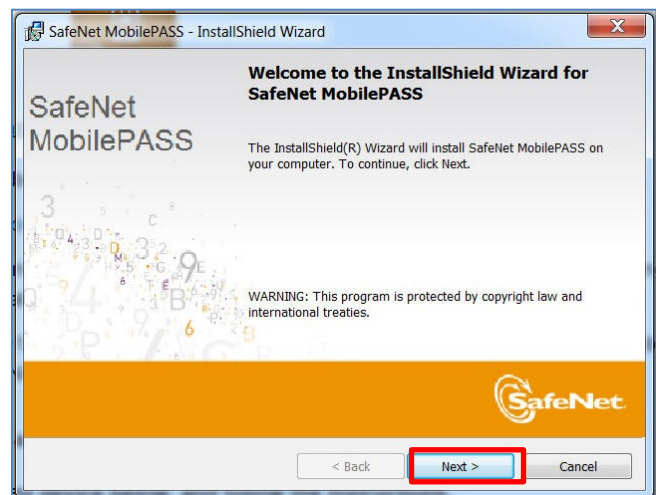 SafeNet MobilePASS - InstallShield Wizard
X
Welcome to the InstallShield Wizard for
SafeNet MobilePASS
SafeNet
MobilePASS
The InstallShield(R) Wizard will install SafeNet MobilePASS on
your computer. To continue, click Next.
WARNING: This program is protected by copyright law and
international treaties.
SafeNet
< Back
Next >
Cancel